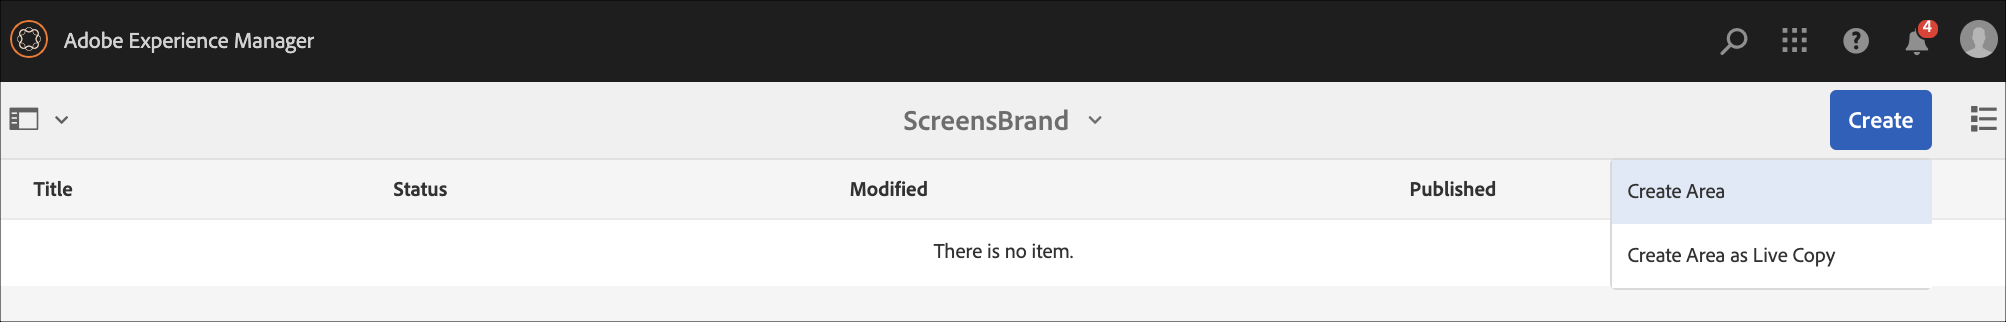 Adobe Experience Manager
?
4
ScreensBrand
Create
Title Status Modified Published
Create Area
There is no item.
Create Area as Live Copy